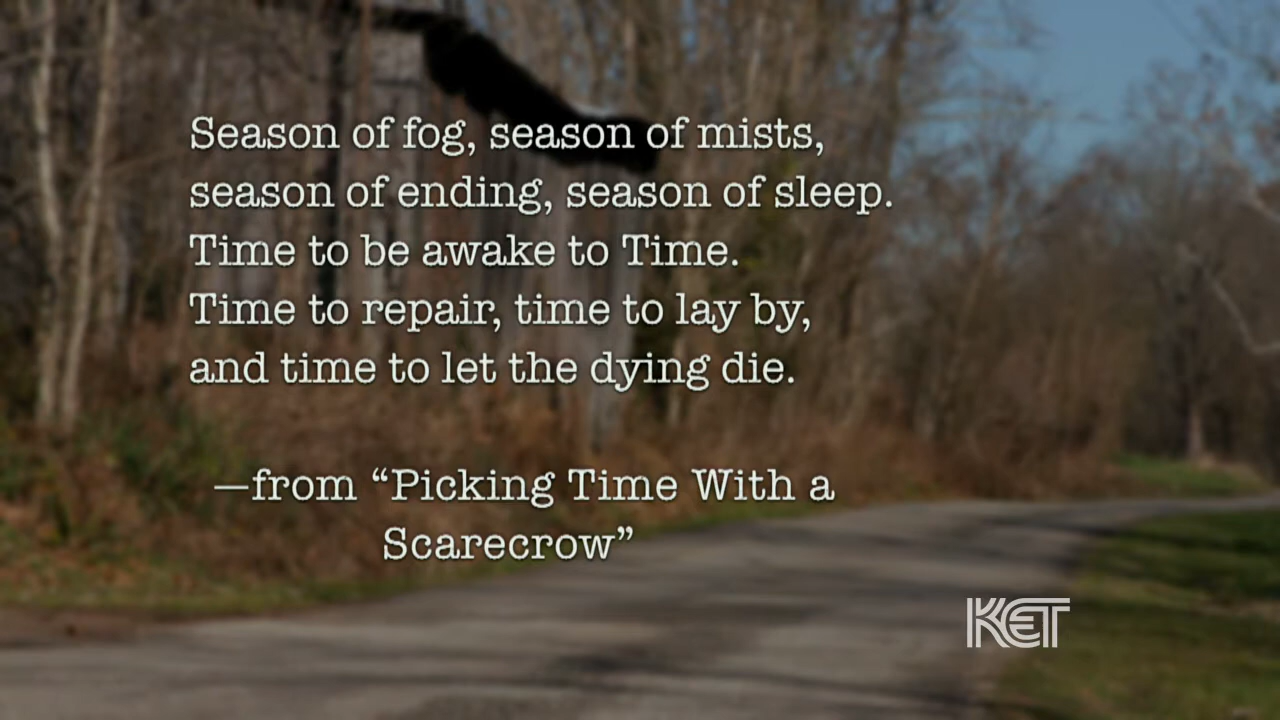 Season of fog, season of mists,
season of ending, season of sleep.
Time to be awake to Time.
Time to repair, time to lay by,
and time to let the dying die.
—from “Picking Time With a
Scarecrow”
KET